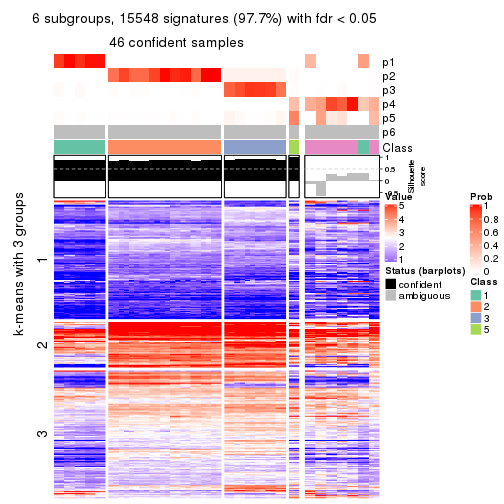 6 subgroups, 15548 signatures (97.7%) with fdr < 0.05
46 confident samples
p1
p2
p3
p4
p5
p6
Class
1
0.5
0
-0.5
Silhouette score
k-means with 3 groups
1
2
3
Value
5
4
3
2
1
Status (barplots)
confident
ambiguous
Prob
1
0.8
0.6
0.4
0.2
0
Class
1
2
3
5